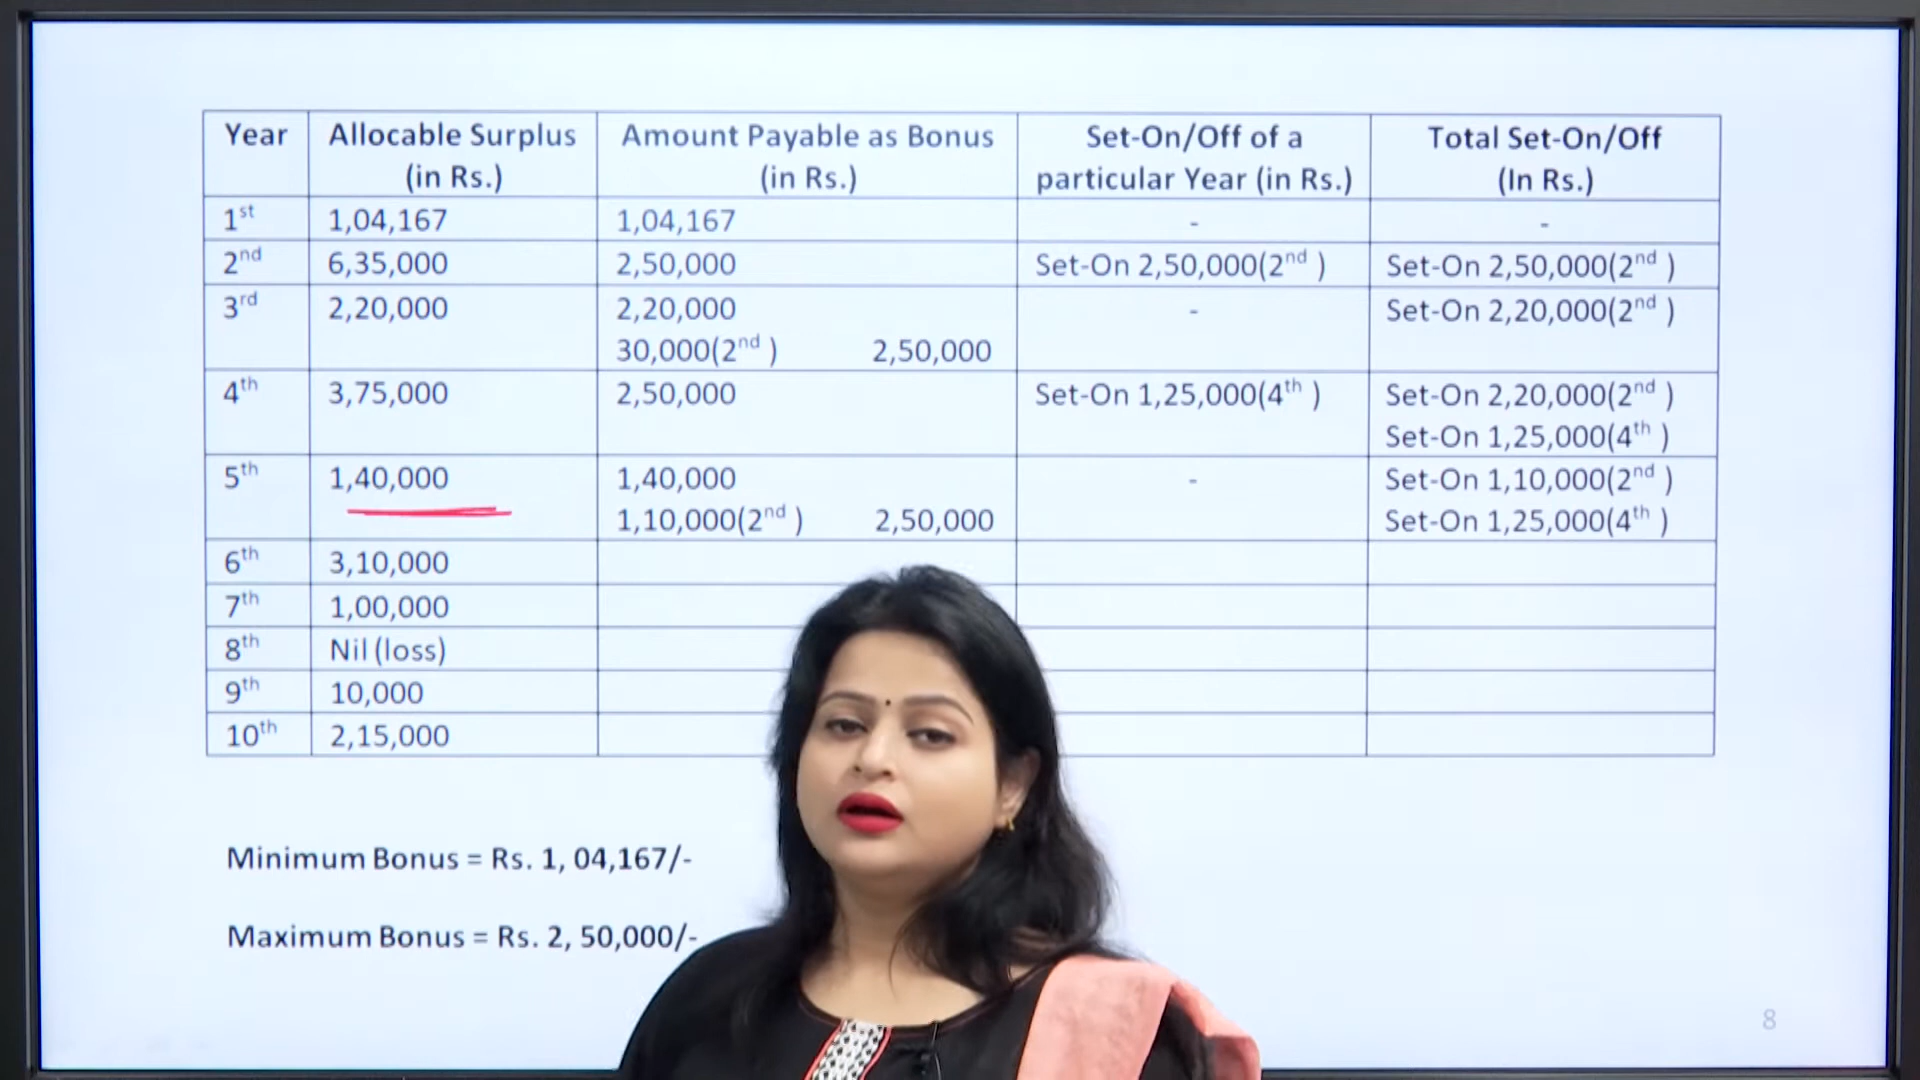 Year Allocable Surplus (in Rs.) Amount Payable as Bonus (in Rs.) Set-On/Off of a particular Year (in Rs.) Total Set-On/Off (In Rs.)
1st 1,04,167 1,04,167 - -
2nd 6,35,000 2,50,000 Set-On 2,50,000(2nd ) Set-On 2,50,000(2nd )
3rd 2,20,000 2,20,000 - Set-On 2,20,000(2nd )
30,000(2nd ) 2,50,000
4th 3,75,000 2,50,000 Set-On 1,25,000(4th ) Set-On 2,20,000(2nd )
Set-On 1,25,000(4th )
5th 1,40,000 1,40,000 - Set-On 1,10,000(2nd )
1,10,000(2nd ) 2,50,000 Set-On 1,25,000(4th )
6th 3,10,000
7th 1,00,000
8th Nil (loss)
9th 10,000
10th 2,15,000
Minimum Bonus = Rs. 1, 04,167/-
Maximum Bonus = Rs. 2, 50,000/-
8